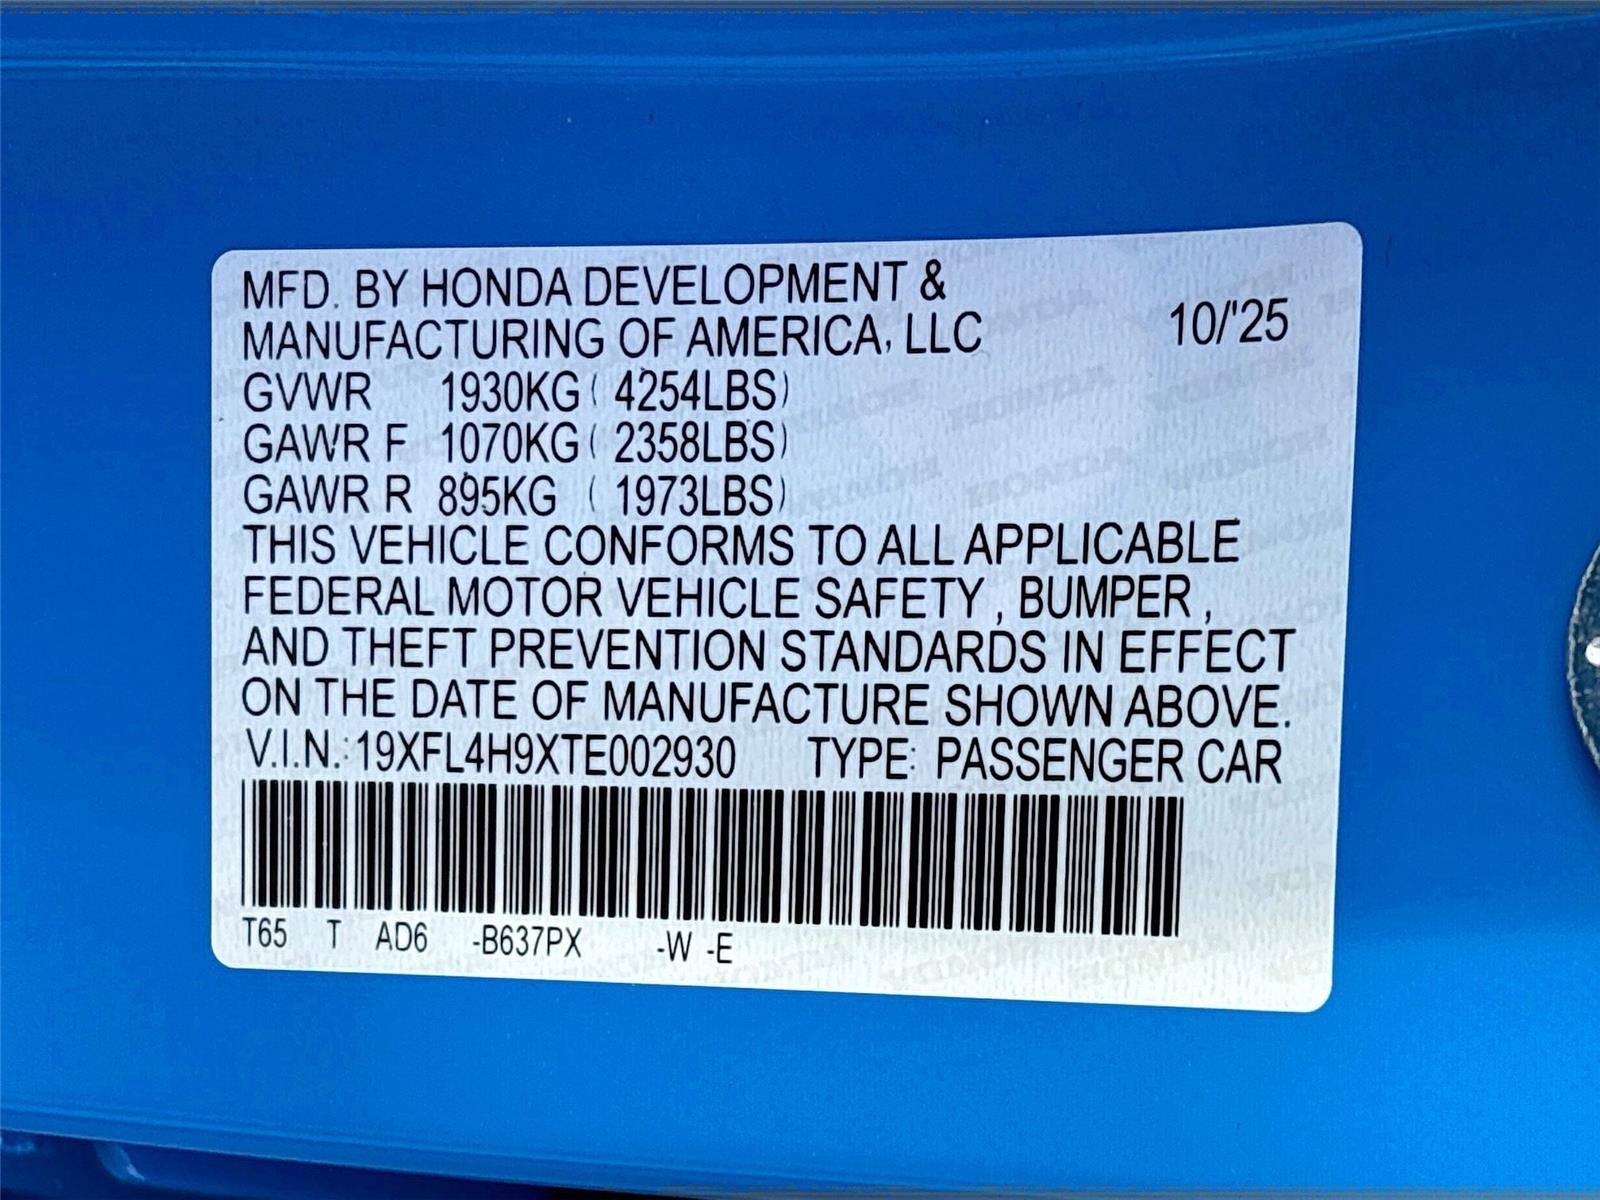 MFD. BY HONDA DEVELOPMENT &
MANUFACTURING OF AMERICA, LLC 10/'25
GVWR 1930KG ( 4254LBS)
GAWR F 1070KG ( 2358LBS)
GAWR R 895KG ( 1973LBS)
THIS VEHICLE CONFORMS TO ALL APPLICABLE
FEDERAL MOTOR VEHICLE SAFETY , BUMPER ,
AND THEFT PREVENTION STANDARDS IN EFFECT
ON THE DATE OF MANUFACTURE SHOWN ABOVE.
V.I.N.: 19XFL4H9XTE002930 TYPE: PASSENGER CAR
T65 T AD6 -B637PX -W -E